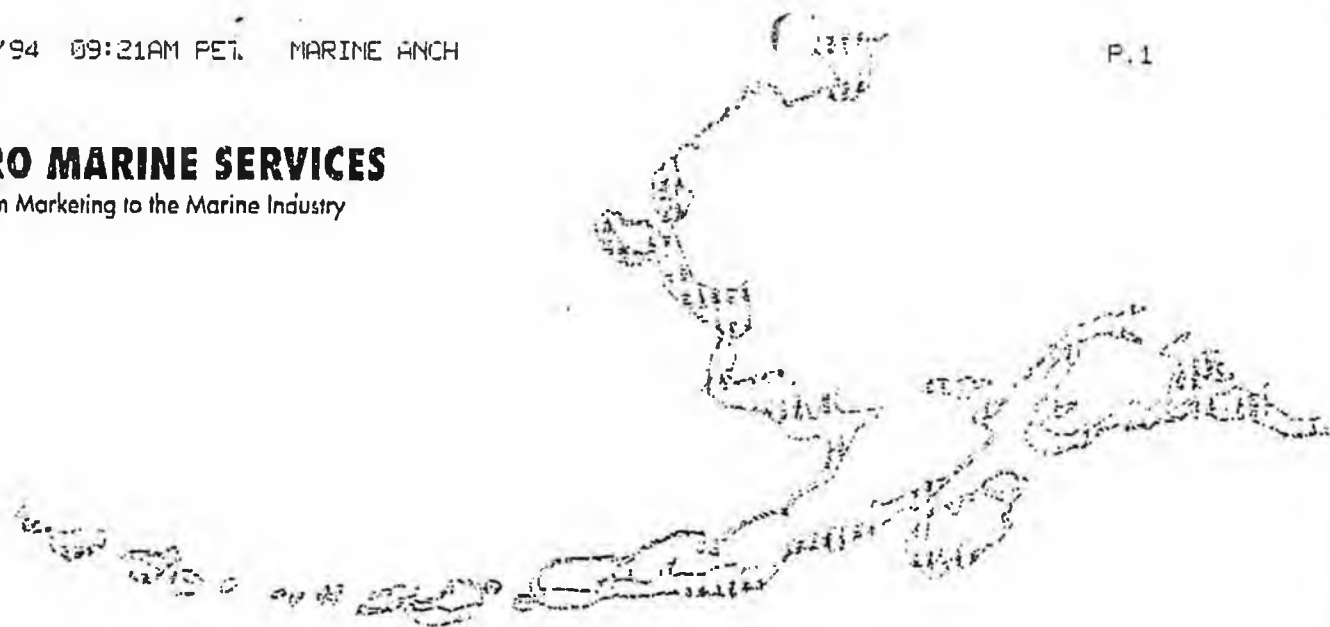 /94 09:21AM PET. MARINE ANCH P.1
RO MARINE SERVICES
m Marketing to the Marine Industry